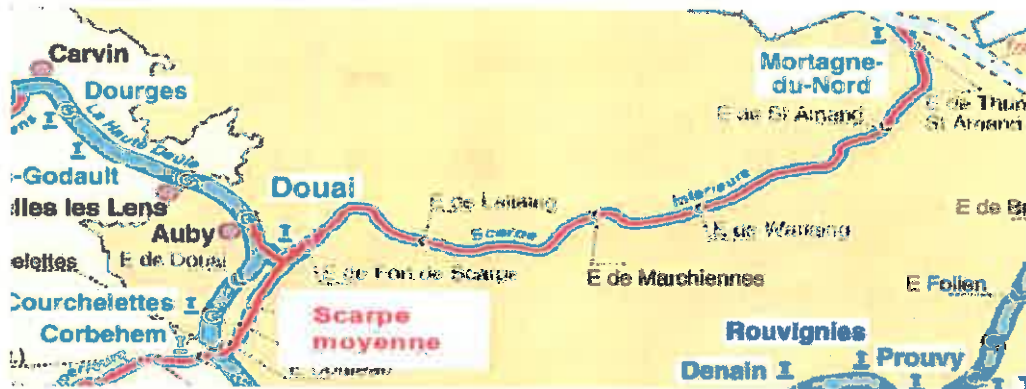 Carvin
Dourges
La Haute Deule
-Godault
Douai
lles les Lens
Auby
E de Douai
elettes
Courchelettes
Corbehem
Scarpe
moyenne
E de Lallaing
Scarpe
E de Fort de Scarpe
E de Marchiennes
Inférieure
E de Warlaing
Mortagne-
du-Nord
E de St Amand
E de Thun
St Amand
E de B
E Folien
Rouvignies
Denain
Prouvy